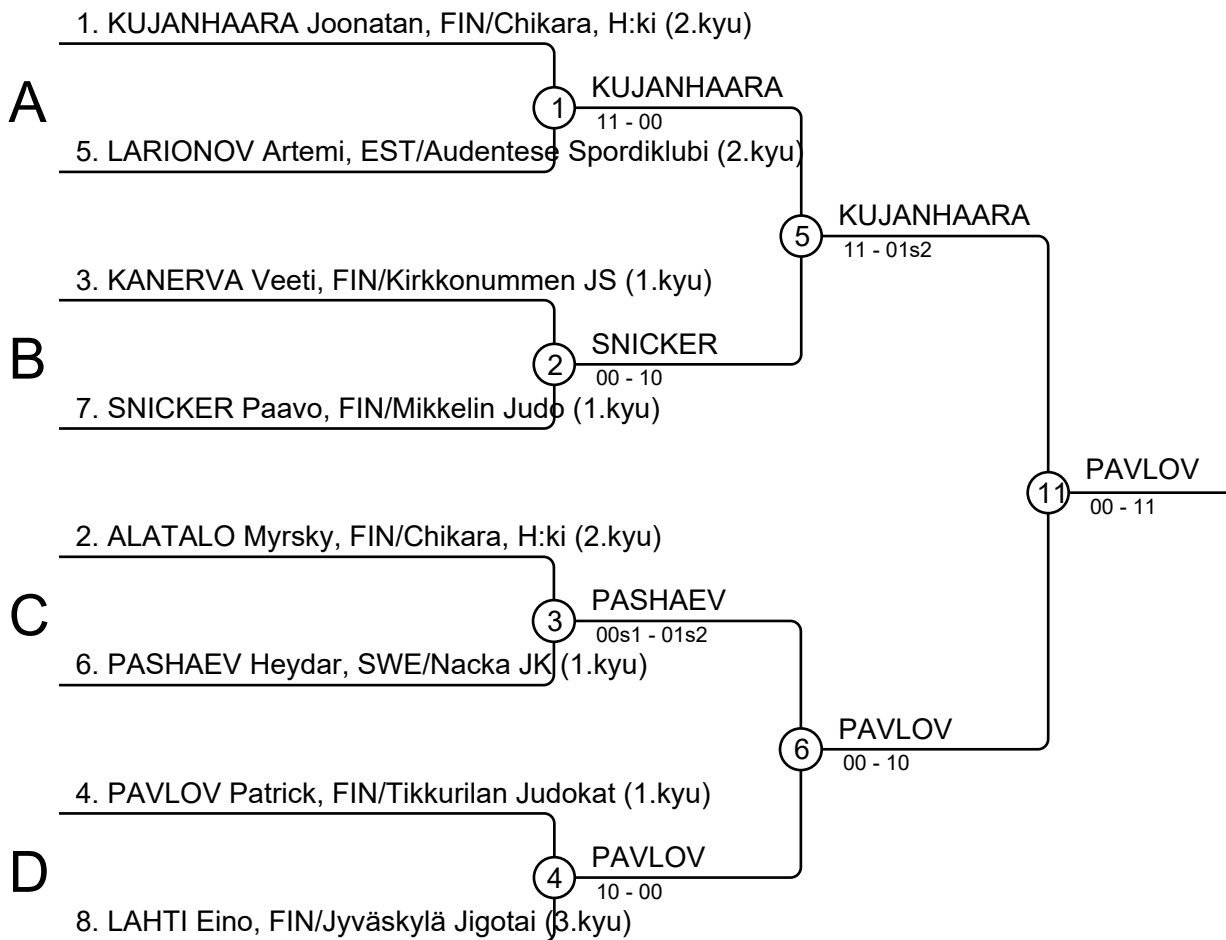 1. KUJANHAARA Joonatan, FIN/Chikara, H:ki (2.kyu)
A
1
KUJANHAARA
11 - 00
5. LARIONOV Artemi, EST/Audentese Spordiklubi (2.kyu)
5
KUJANHAARA
11 - 01s2
3. KANERVA Veeti, FIN/Kirkkonummen JS (1.kyu)
B
2
SNICKER
00 - 10
7. SNICKER Paavo, FIN/Mikkelin Judo (1.kyu)
11
PAVLOV
00 - 11
2. ALATALO Myrsky, FIN/Chikara, H:ki (2.kyu)
C
3
PASHAEV
00s1 - 01s2
6. PASHAEV Heydar, SWE/Nacka JK (1.kyu)
6
PAVLOV
00 - 10
4. PAVLOV Patrick, FIN/Tikkurilan Judokat (1.kyu)
D
4
PAVLOV
10 - 00
8. LAHTI Eino, FIN/Jyväskylä Jigotai (3.kyu)